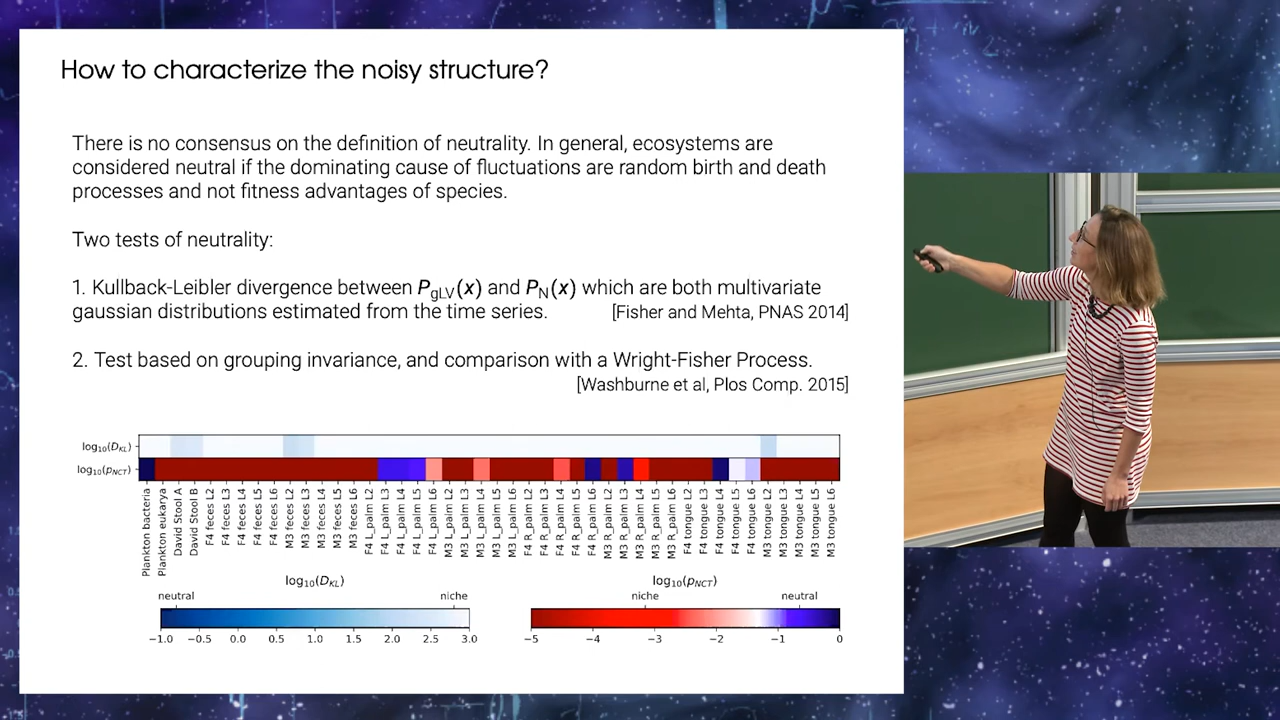 How to characterize the noisy structure?
There is no consensus on the definition of neutrality. In general, ecosystems are
considered neutral if the dominating cause of fluctuations are random birth and death
processes and not fitness advantages of species.
Two tests of neutrality:
1. Kullback-Leibler divergence between P_gLV(x) and P_N(x) which are both multivariate
gaussian distributions estimated from the time series. [Fisher and Mehta, PNAS 2014]
2. Test based on grouping invariance, and comparison with a Wright-Fisher Process.
[Washburne et al, Plos Comp. 2015]
log₁₀(D_KL)
log₁₀(p_NCT)
Plankton bacteria
Plankton eukarya
David Stool A
David Stool B
F4 feces L2
F4 feces L3
F4 feces L4
F4 feces L5
F4 feces L6
M3 feces L2
M3 feces L3
M3 feces L4
M3 feces L5
M3 feces L6
F4 L_palm L2
F4 L_palm L3
F4 L_palm L4
F4 L_palm L5
F4 L_palm L6
M3 L_palm L2
M3 L_palm L3
M3 L_palm L4
M3 L_palm L5
M3 L_palm L6
F4 R_palm L2
F4 R_palm L3
F4 R_palm L4
F4 R_palm L5
F4 R_palm L6
M3 R_palm L2
M3 R_palm L3
M3 R_palm L4
M3 R_palm L5
M3 R_palm L6
F4 tongue L2
F4 tongue L3
F4 tongue L4
F4 tongue L5
F4 tongue L6
M3 tongue L2
M3 tongue L3
M3 tongue L4
M3 tongue L5
M3 tongue L6
log₁₀(D_KL)
neutral niche
−1.0 −0.5 0.0 0.5 1.0 1.5 2.0 2.5 3.0
log₁₀(p_NCT)
niche neutral
−5 −4 −3 −2 −1 0